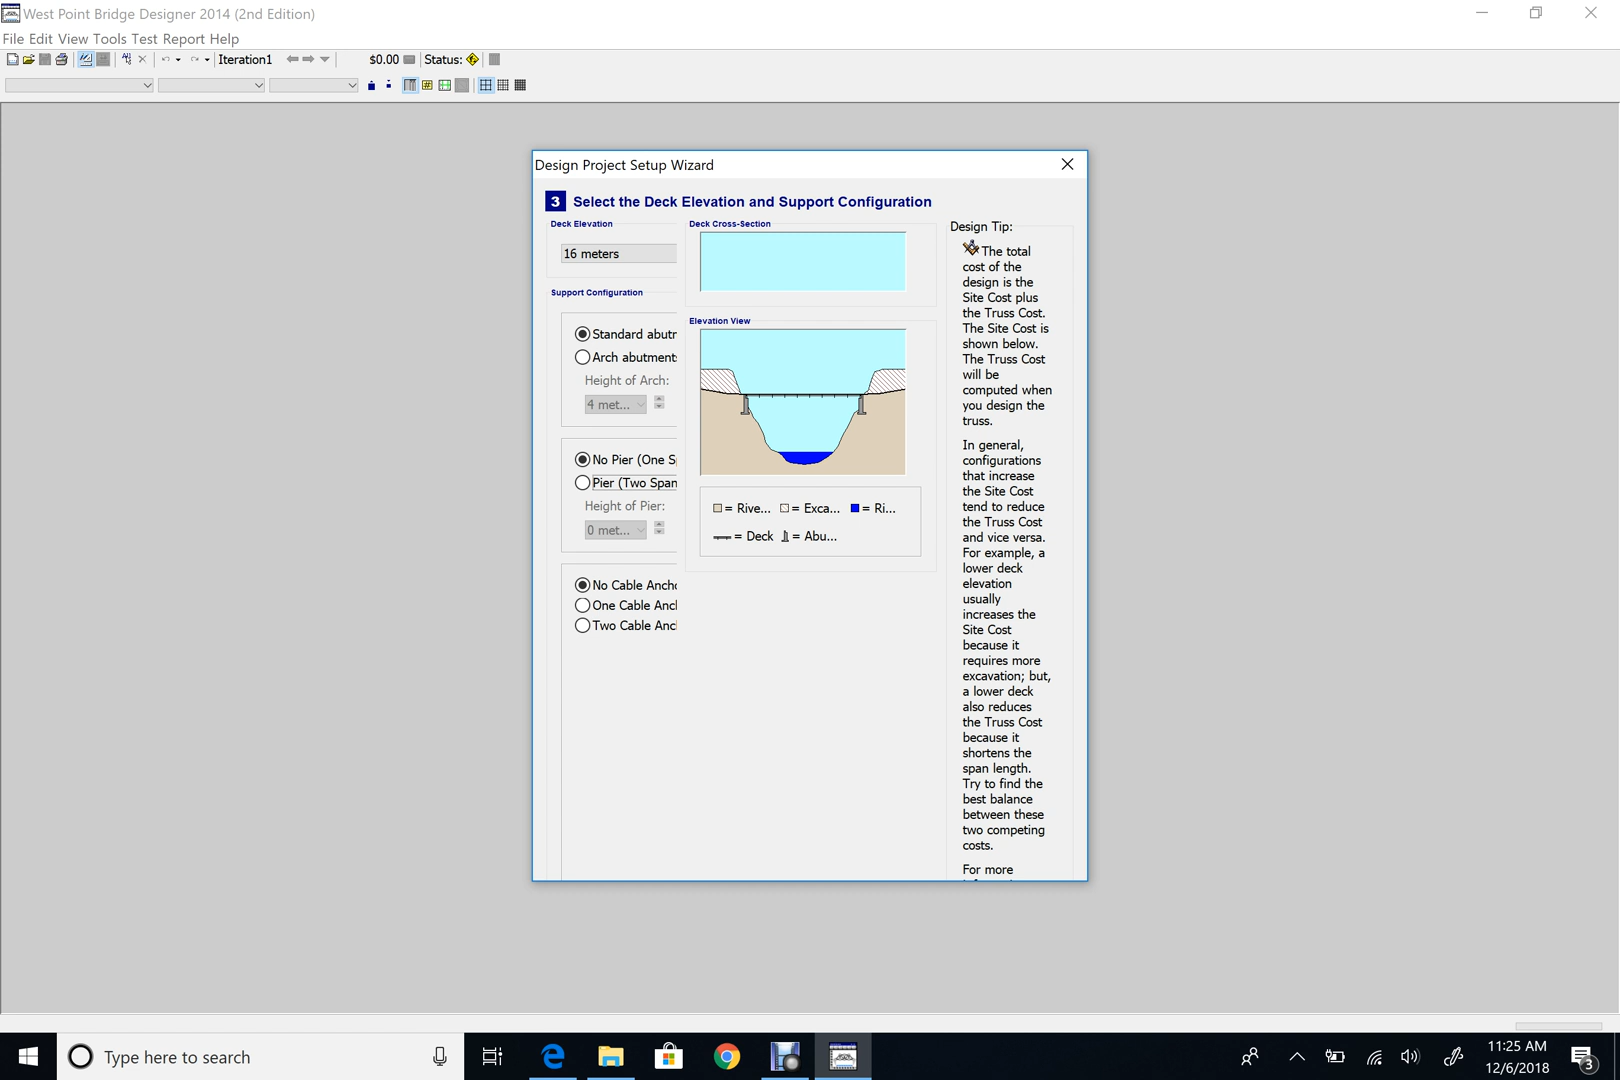 West Point Bridge Designer 2014 (2nd Edition)
File Edit View Tools Test Report Help
Iteration1
$0.00
Status:
Design Project Setup Wizard
3 Select the Deck Elevation and Support Configuration
Deck Elevation
16 meters
Support Configuration
Standard abutr
Arch abutment
Height of Arch:
4 met...
No Pier (One S
Pier (Two Span
Height of Pier:
0 met...
No Cable Ancho
One Cable Ancl
Two Cable Ancl
Deck Cross-Section
Elevation View
= Rive... = Exca... = Ri...
= Deck = Abu...
Design Tip:
The total
cost of the
design is the
Site Cost plus
the Truss Cost.
The Site Cost is
shown below.
The Truss Cost
will be
computed when
you design the
truss.
In general,
configurations
that increase
the Site Cost
tend to reduce
the Truss Cost
and vice versa.
For example, a
lower deck
elevation
usually
increases the
Site Cost
because it
requires more
excavation; but,
a lower deck
also reduces
the Truss Cost
because it
shortens the
span length.
Try to find the
best balance
between these
two competing
costs.
For more
Type here to search
11:25 AM
12/6/2018
3